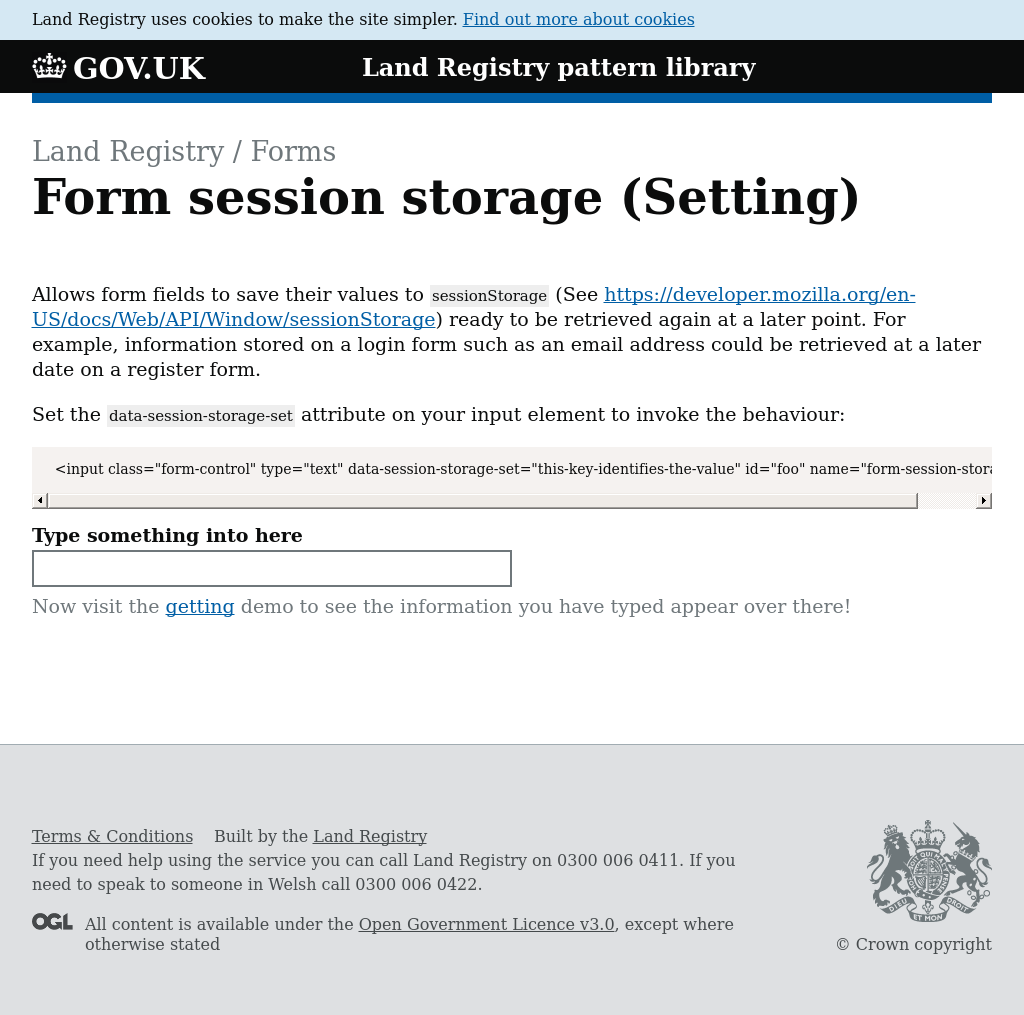 Land Registry uses cookies to make the site simpler. Find out more about cookies
GOV.UK
Land Registry pattern library
Land Registry / Forms
Form session storage (Setting)
Allows form fields to save their values to sessionStorage (See https://developer.mozilla.org/en-
US/docs/Web/API/Window/sessionStorage) ready to be retrieved again at a later point. For
example, information stored on a login form such as an email address could be retrieved at a later
date on a register form.
Set the data-session-storage-set attribute on your input element to invoke the behaviour:
<input class="form-control" type="text" data-session-storage-set="this-key-identifies-the-value" id="foo" name="form-session-stora
Type something into here
Now visit the getting demo to see the information you have typed appear over there!
Terms & Conditions Built by the Land Registry
If you need help using the service you can call Land Registry on 0300 006 0411. If you
need to speak to someone in Welsh call 0300 006 0422.
OGL All content is available under the Open Government Licence v3.0, except where
otherwise stated
DIEU ET MON DROIT
© Crown copyright